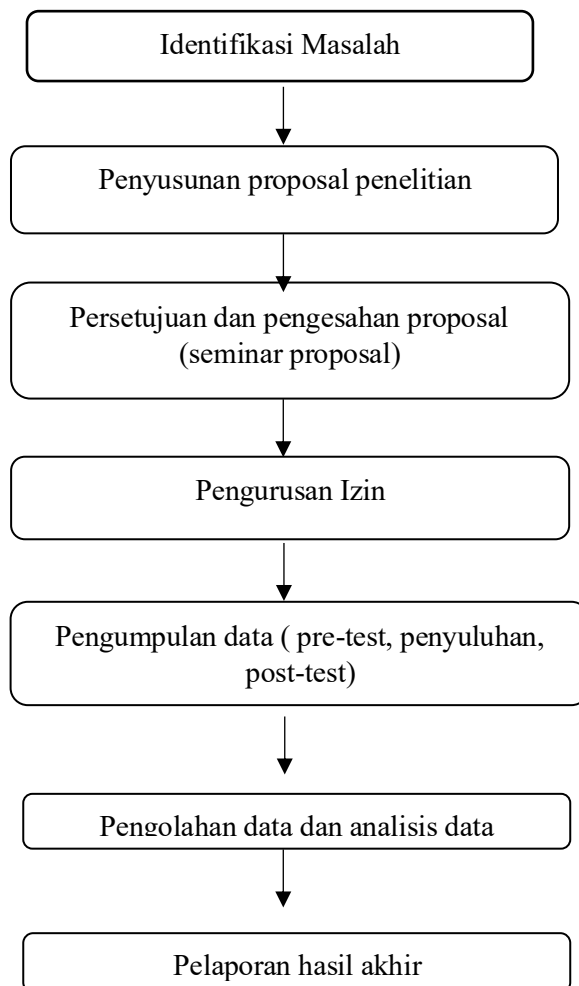 Identifikasi Masalah
Penyusunan proposal penelitian
Persetujuan dan pengesahan proposal
(seminar proposal)
Pengurusan Izin
Pengumpulan data ( pre-test, penyuluhan,
post-test)
Pengolahan data dan analisis data
Pelaporan hasil akhir